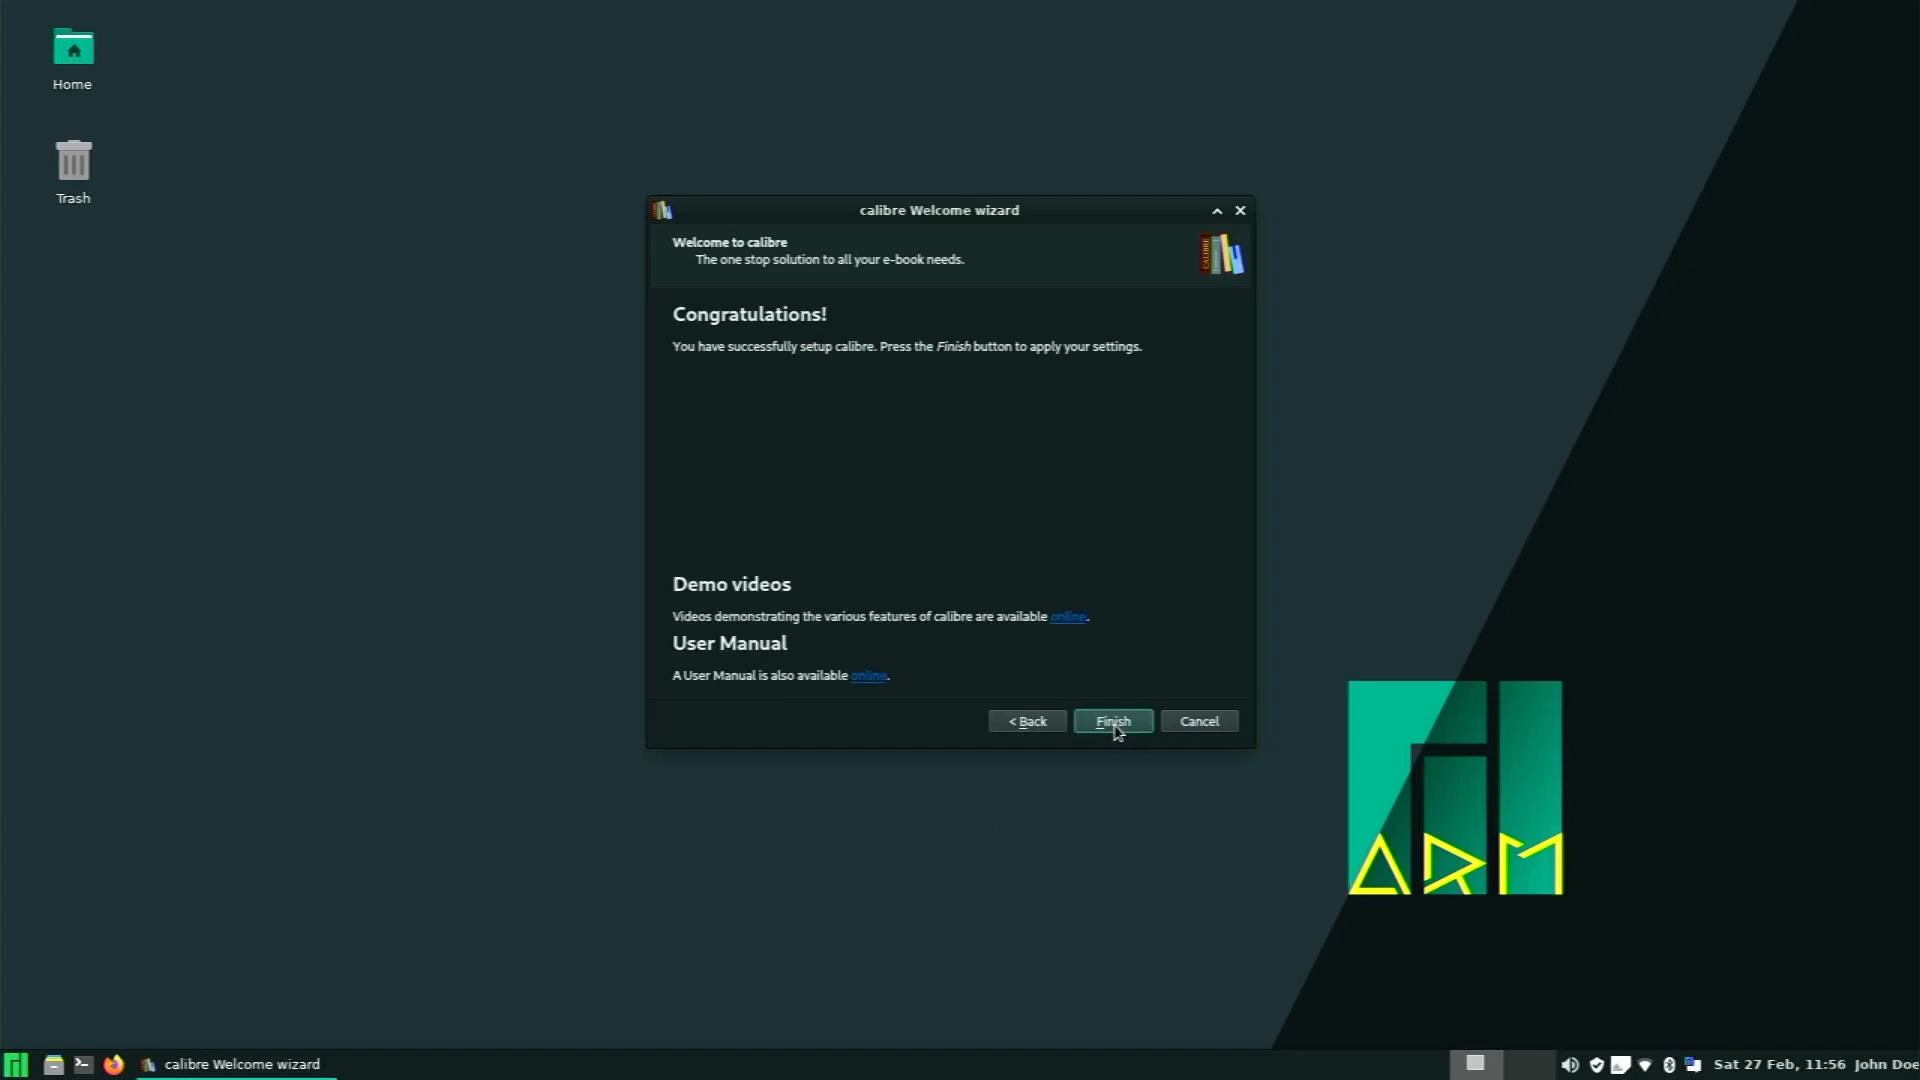 Home
Trash
calibre Welcome wizard
Welcome to calibre
The one stop solution to all your e-book needs.
CALIBRE
Congratulations!
You have successfully setup calibre. Press the Finish button to apply your settings.
Demo videos
Videos demonstrating the various features of calibre are available online.
User Manual
A User Manual is also available online.
< Back
Finish
Cancel
ARM
calibre Welcome wizard
Sat 27 Feb, 11:56
John Doe